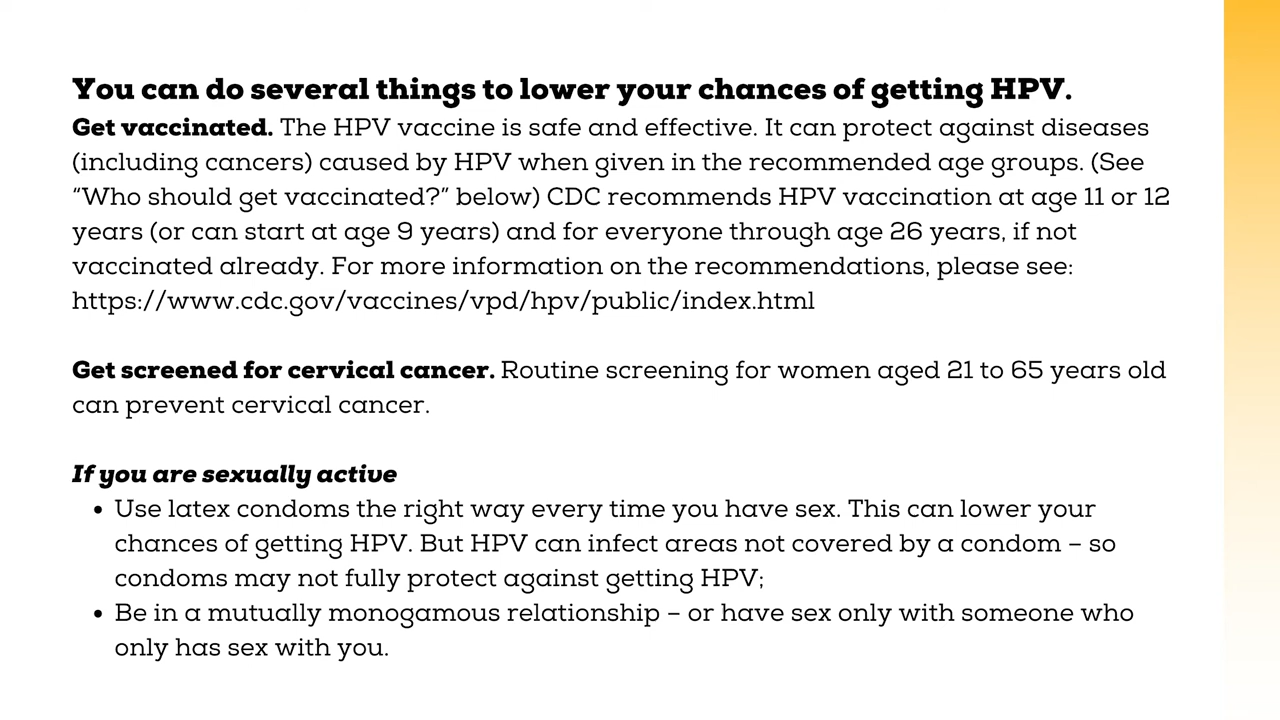 You can do several things to lower your chances of getting HPV.
Get vaccinated. The HPV vaccine is safe and effective. It can protect against diseases
(including cancers) caused by HPV when given in the recommended age groups. (See
“Who should get vaccinated?” below) CDC recommends HPV vaccination at age 11 or 12
years (or can start at age 9 years) and for everyone through age 26 years, if not
vaccinated already. For more information on the recommendations, please see:
https://www.cdc.gov/vaccines/vpd/hpv/public/index.html
Get screened for cervical cancer. Routine screening for women aged 21 to 65 years old
can prevent cervical cancer.
If you are sexually active
• Use latex condoms the right way every time you have sex. This can lower your
chances of getting HPV. But HPV can infect areas not covered by a condom – so
condoms may not fully protect against getting HPV;
• Be in a mutually monogamous relationship – or have sex only with someone who
only has sex with you.